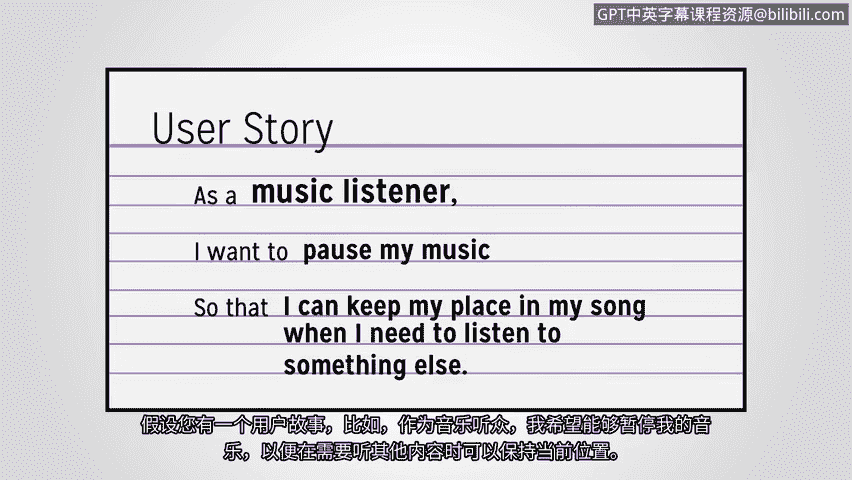 GPT中英字幕课程资源@bilibili.com
User Story
As a music listener,
I want to pause my music
So that I can keep my place in my song
when I need to listen to
something else.
假设您有一个用户故事，比如，作为音乐听众，我希望能够暂停我的音
乐，以便在需要听其他内容时可以保持当前位置。